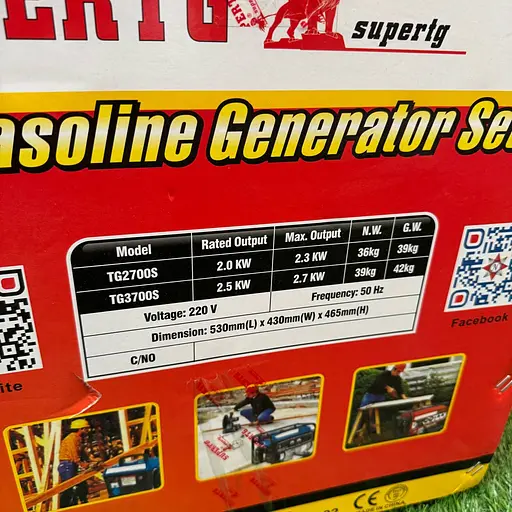 ERTG
supertg
asoline Generator Se
Model Rated Output Max. Output N.W. G.W.
TG2700S 2.0 KW 2.3 KW 36kg 39kg
TG3700S 2.5 KW 2.7 KW 39kg 42kg
Voltage: 220 V Frequency: 50 Hz
Dimension: 530mm(L) x 430mm(W) x 465mm(H)
C/NO
ite
Facebook
CE